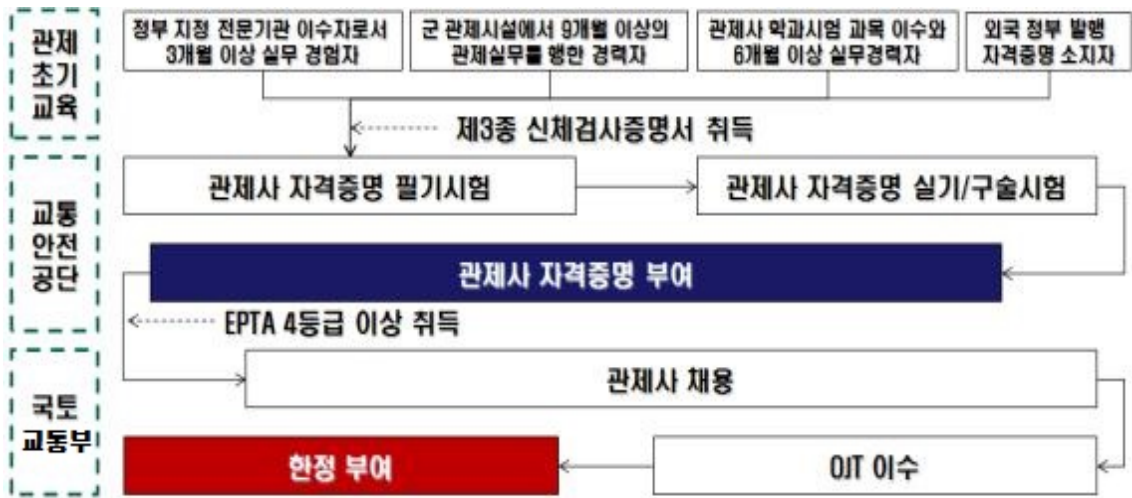 관제
초기
교육
정부 지정 전문기관 이수자로서
3개월 이상 실무 경험자
군 관제시설에서 9개월 이상의
관제실무를 행한 경력자
관제사 학과시험 과목 이수와
6개월 이상 실무경력자
외국 정부 발행
자격증명 소지자
제3종 신체검사증명서 취득
교통
안전
공단
관제사 자격증명 필기시험
관제사 자격증명 실기/구술시험
관제사 자격증명 부여
EPTA 4등급 이상 취득
국토
교통부
관제사 채용
한정 부여
OJT 이수